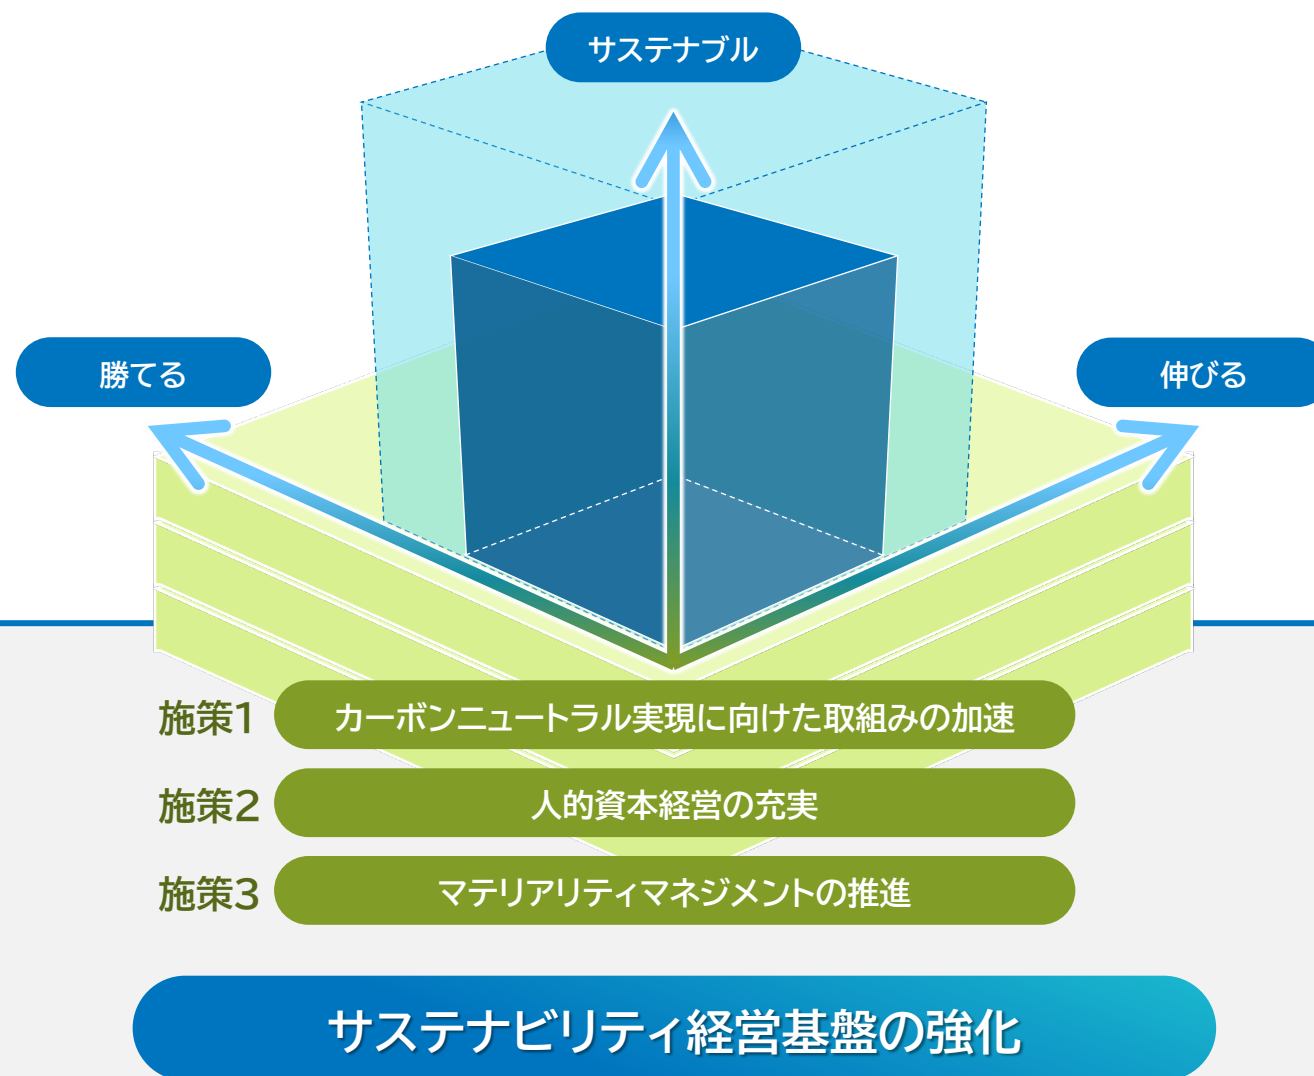 サステナブル
勝てる
伸びる
施策1 カーボンニュートラル実現に向けた取組みの加速
施策2 人的資本経営の充実
施策3 マテリアリティマネジメントの推進
サステナビリティ経営基盤の強化